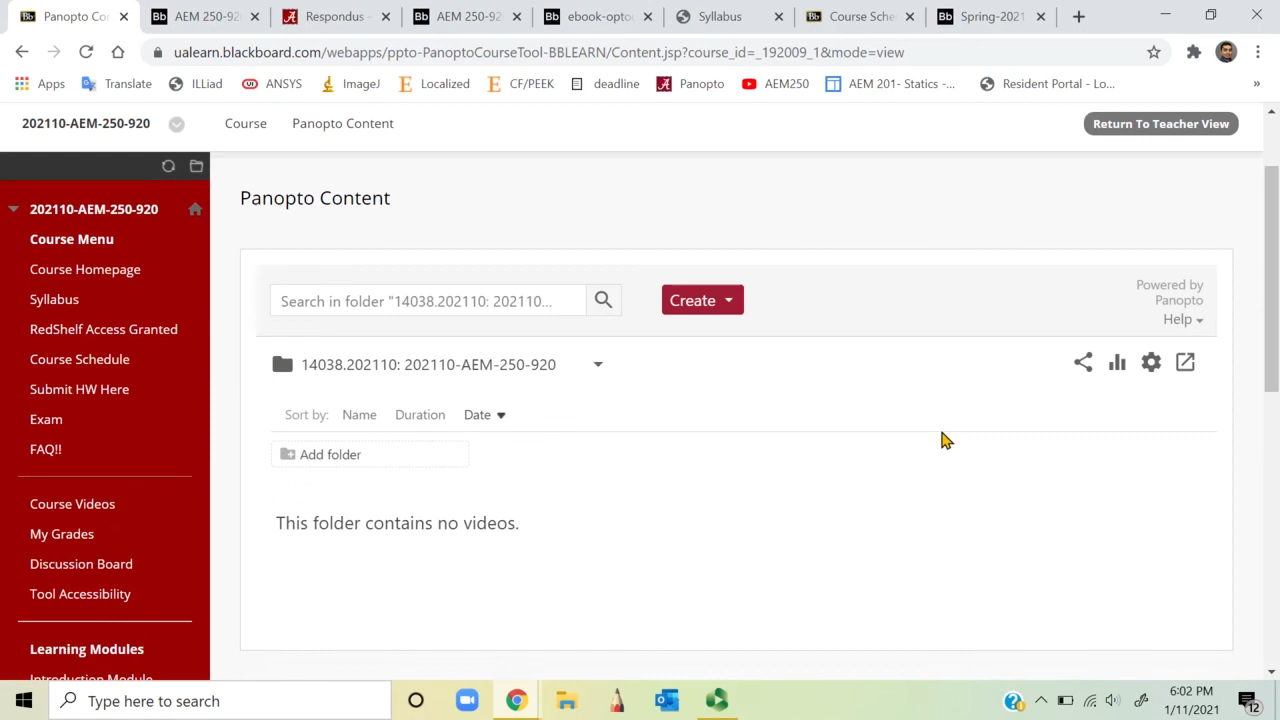 Panopto Co
AEM 250-92
Respondus -
AEM 250-92
ebook-opto
Syllabus
Course Sche
Spring-2021
ualearn.blackboard.com/webapps/ppto-PanoptoCourseTool-BBLEARN/Content.jsp?course_id=_192009_1&mode=view
Apps
Translate
ILLiad
ANSYS
ImageJ
Localized
CF/PEEK
deadline
Panopto
AEM250
AEM 201- Statics -...
Resident Portal - Lo...
»
202110-AEM-250-920
Course
Panopto Content
Return To Teacher View
202110-AEM-250-920
Course Menu
Course Homepage
Syllabus
RedShelf Access Granted
Course Schedule
Submit HW Here
Exam
FAQ!!
Course Videos
My Grades
Discussion Board
Tool Accessibility
Learning Modules
Introduction Module
Panopto Content
Search in folder "14038.202110: 202110...
Create
Powered by
Panopto
Help
14038.202110: 202110-AEM-250-920
Sort by: Name Duration Date
Add folder
This folder contains no videos.
Type here to search
6:02 PM
1/11/2021
12